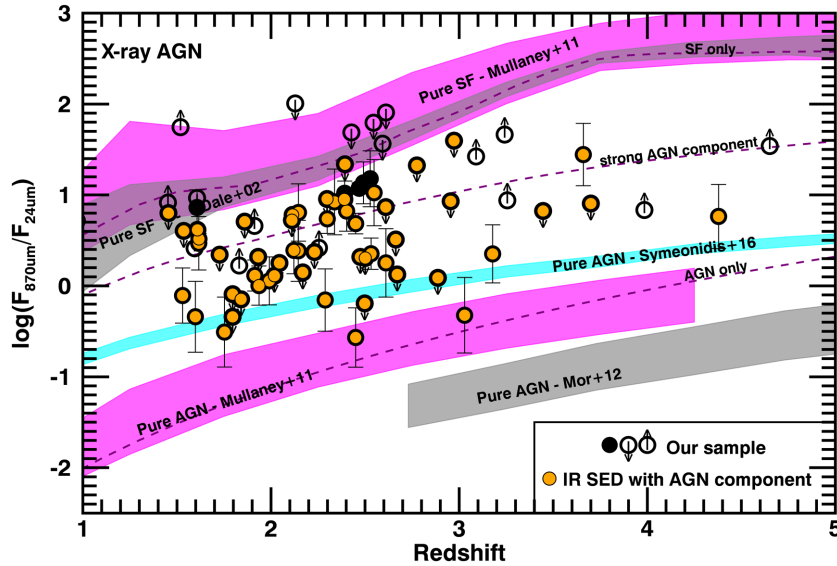 3
2
1
0
-1
-2
log(F870um/F24um)
X-ray AGN
Pure SF - Mullaney+11
SF only
strong AGN component
Pure SF
Dale+02
Pure AGN - Symeonidis+16
AGN only
Pure AGN - Mullaney+11
Pure AGN - Mor+12
Our sample
IR SED with AGN component
1
2
3
4
5
Redshift